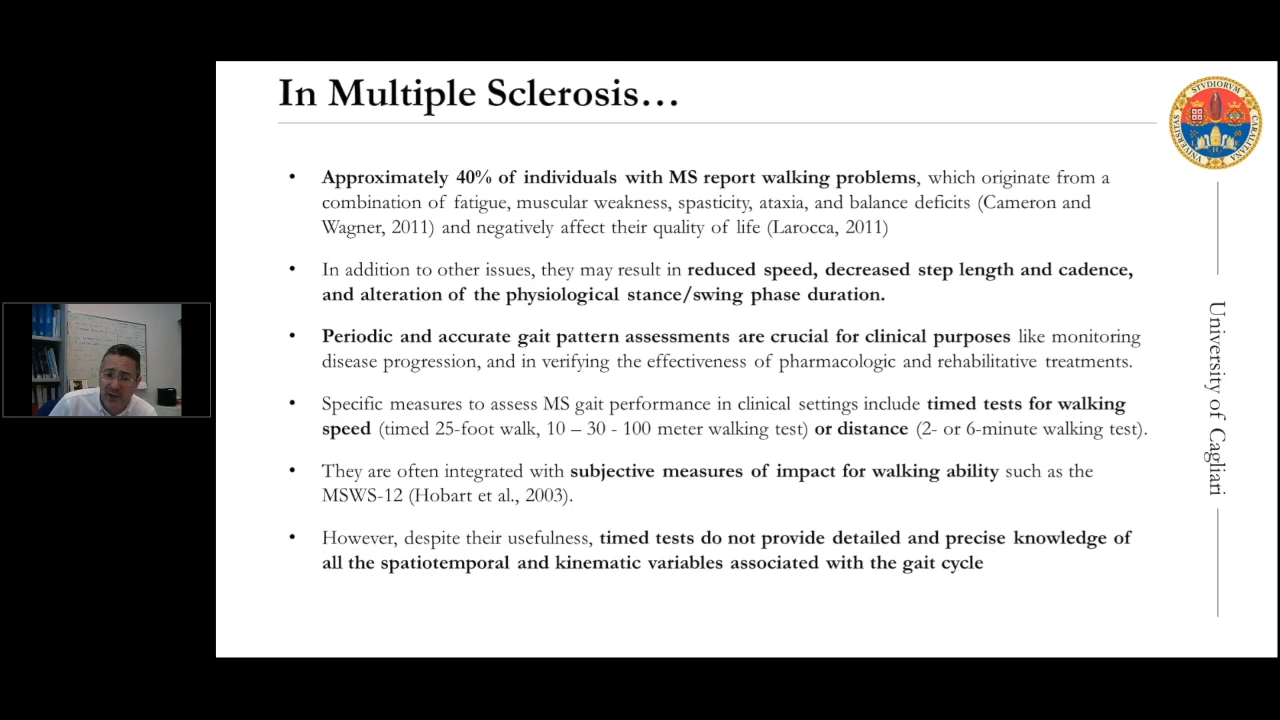 In Multiple Sclerosis…
• Approximately 40% of individuals with MS report walking problems, which originate from a
combination of fatigue, muscular weakness, spasticity, ataxia, and balance deficits (Cameron and
Wagner, 2011) and negatively affect their quality of life (Larocca, 2011)
• In addition to other issues, they may result in reduced speed, decreased step length and cadence,
and alteration of the physiological stance/swing phase duration.
• Periodic and accurate gait pattern assessments are crucial for clinical purposes like monitoring
disease progression, and in verifying the effectiveness of pharmacologic and rehabilitative treatments.
• Specific measures to assess MS gait performance in clinical settings include timed tests for walking
speed (timed 25-foot walk, 10 – 30 - 100 meter walking test) or distance (2- or 6-minute walking test).
• They are often integrated with subjective measures of impact for walking ability such as the
MSWS-12 (Hobart et al., 2003).
• However, despite their usefulness, timed tests do not provide detailed and precise knowledge of
all the spatiotemporal and kinematic variables associated with the gait cycle
STVDIORVM
CARALITANA
University of Cagliari